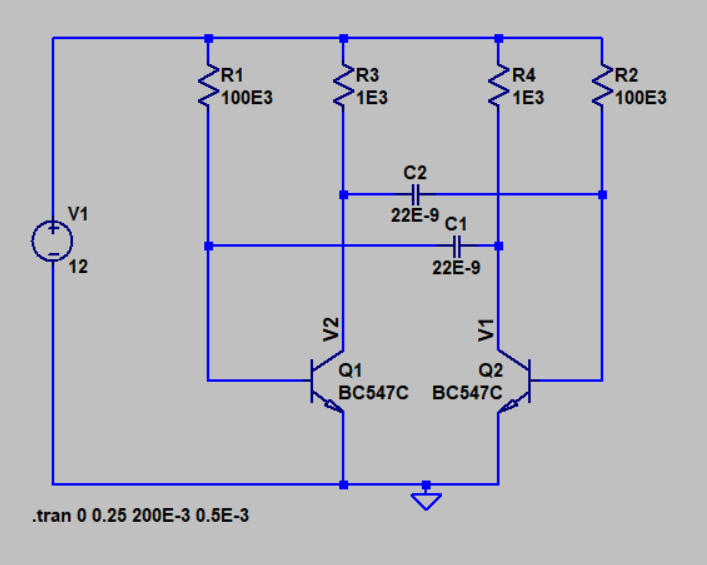 R1
100E3
R3
1E3
R4
1E3
R2
100E3
C2
22E-9
C1
22E-9
V1
12
V2
V1
Q1
BC547C
Q2
BC547C
.tran 0 0.25 200E-3 0.5E-3